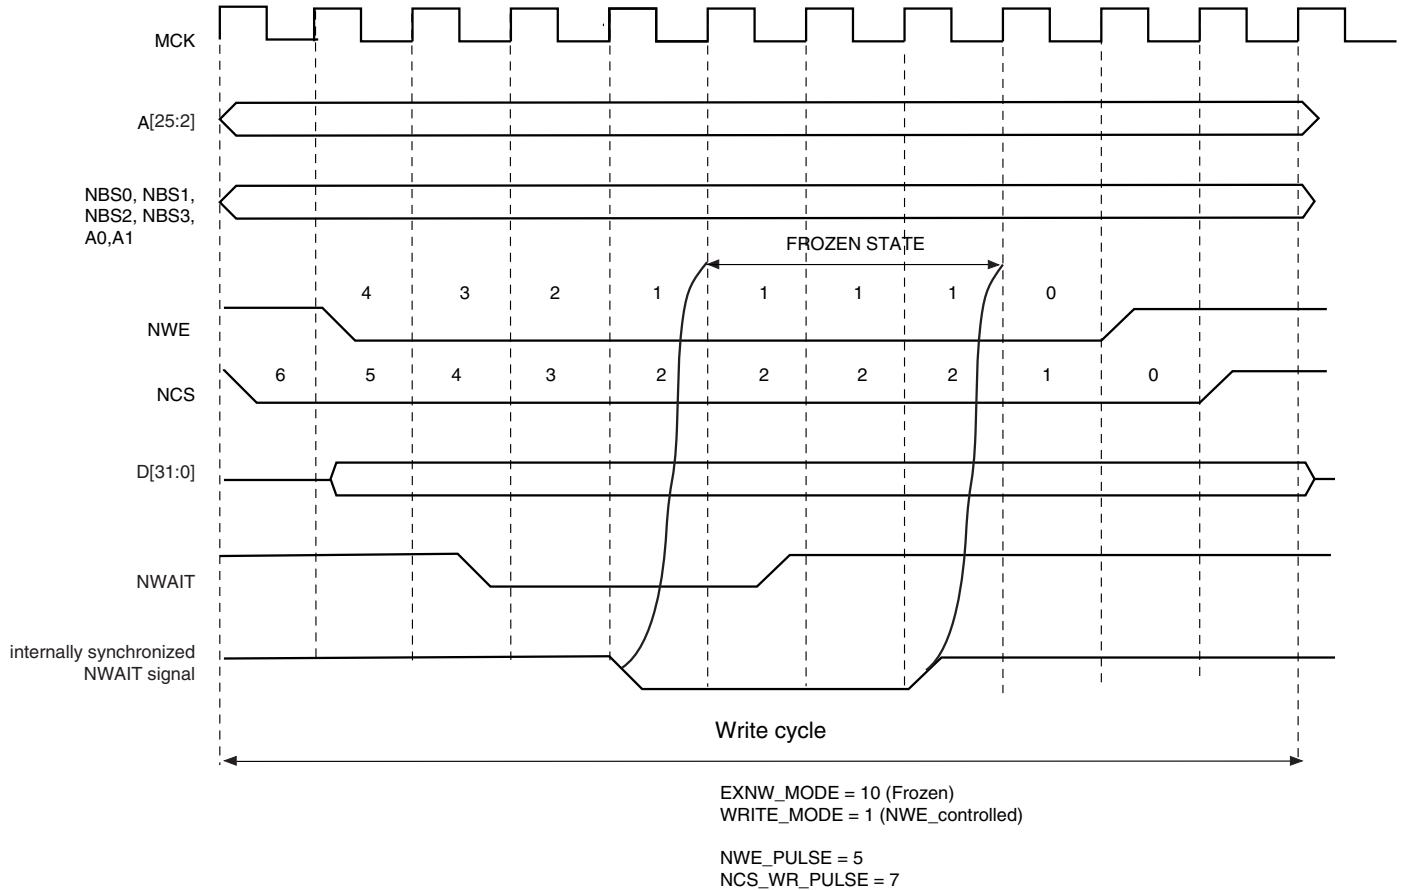 MCK
A[25:2]
NBS0, NBS1,
NBS2, NBS3,
A0,A1
FROZEN STATE
4 3 2 1 1 1 1 0
NWE
6 5 4 3 2 2 2 2 1 0
NCS
D[31:0]
NWAIT
internally synchronized
NWAIT signal
Write cycle
EXNW_MODE = 10 (Frozen)
WRITE_MODE = 1 (NWE_controlled)
NWE_PULSE = 5
NCS_WR_PULSE = 7